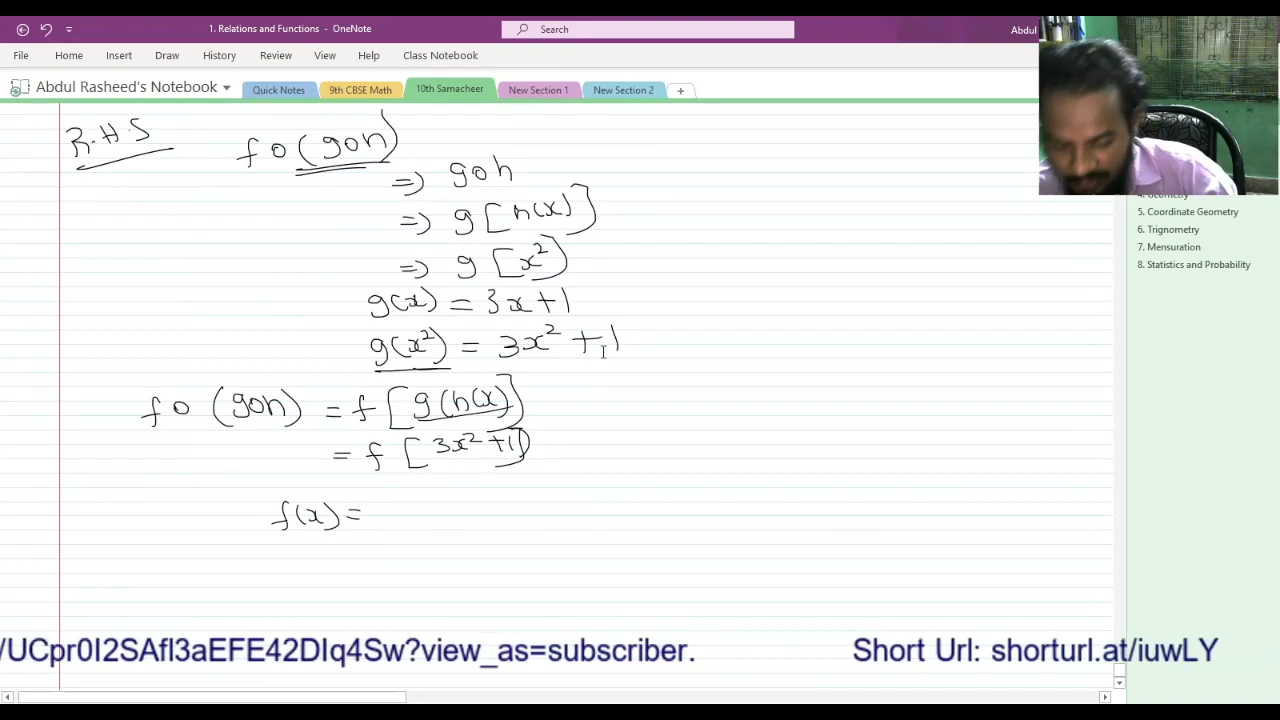 1. Relations and Functions - OneNote
Search
Abdul
File Home Insert Draw History Review View Help Class Notebook
Abdul Rasheed's Notebook
Quick Notes 9th CBSE Math 10th Samacheer New Section 1 New Section 2 +
R.H.S fo(goh)
=> goh
=> g[h(x)]
=> g[x²]
g(x) = 3x+1
g(x²) = 3x² +1
fo (goh) = f[g(h(x)]
= f[3x²+1]
f(x)=
5. Coordinate Geometry
6. Trignometry
7. Mensuration
8. Statistics and Probability
/UCpr0I2SAfl3aEFE42DIq4Sw?view_as=subscriber. Short Url: shorturl.at/iuwLY